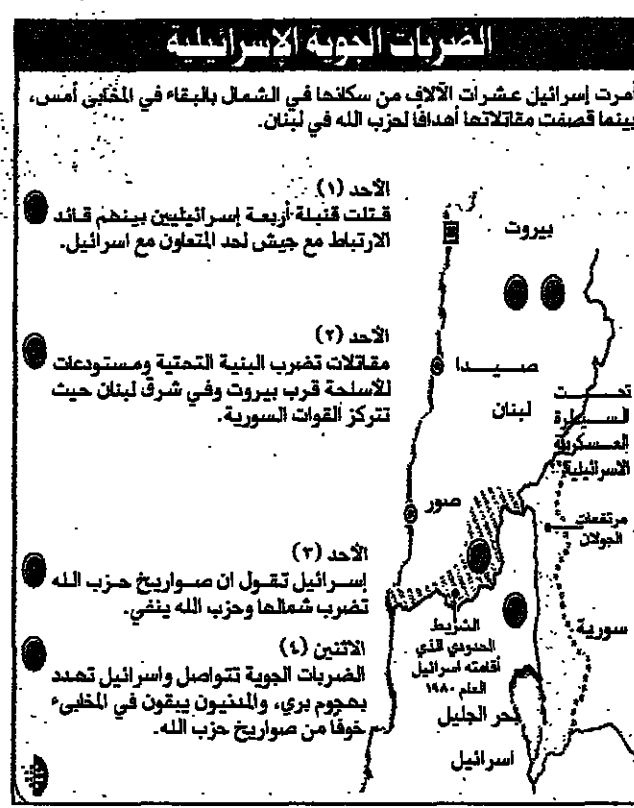 الضربات الجوية الإسرائيلية
أمرت إسرائيل عشرات الآلاف من سكانها في الشمال بالبقاء في المخابئ أمس،
بينما قصفت مقاتلاتها أهدافاً لحزب الله في لبنان.
الأحد (١)
قتلت قنبلة أربعة إسرائيليين بينهم قائد
الارتباط مع جيش لحد المتعاون مع اسرائيل.
الأحد (٢)
مقاتلات تضرب البنية التحتية ومستودعات
للأسلحة قرب بيروت وفي شرق لبنان حيث
تتركز القوات السورية.
الأحد (٣)
إسرائيل تقول ان صواريخ حزب الله
تضرب شمالها وحزب الله ينفي.
الاثنين (٤)
الضربات الجوية تتواصل واسرائيل تهدد
بهجوم بري، والمدنيون يبقون في المخابيء
خوفاً من صواريخ حزب الله.
بيروت
صيدا
لبنان
تحت
السيطرة
العسكرية
الاسرائيلية
صور
مرتفعات
الجولان
سورية
الشريط
الحدودي الذي
أقامته اسرائيل
العام ١٩٨٠
بحر الجليل
اسرائيل